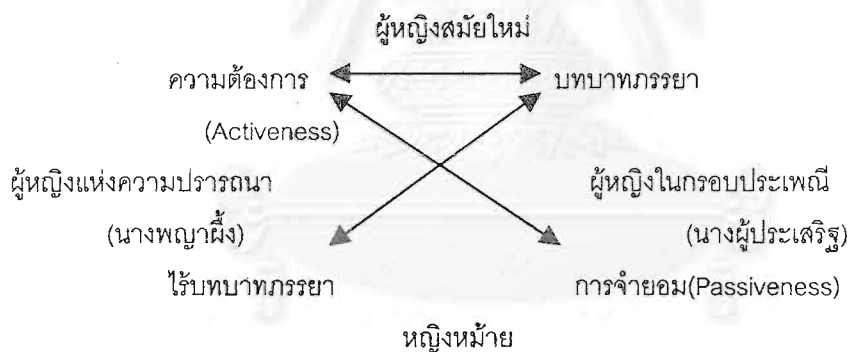 ผู้หญิงสมัยใหม่
ความต้องการ บทบาทภรรยา
(Activeness)
ผู้หญิงแห่งความปรารถนา ผู้หญิงในกรอบประเพณี
(นางพญาผึ้ง) (นางผู้ประเสริฐ)
ไร้บทบาทภรรยา การจำยอม(Passiveness)
หญิงหม้าย